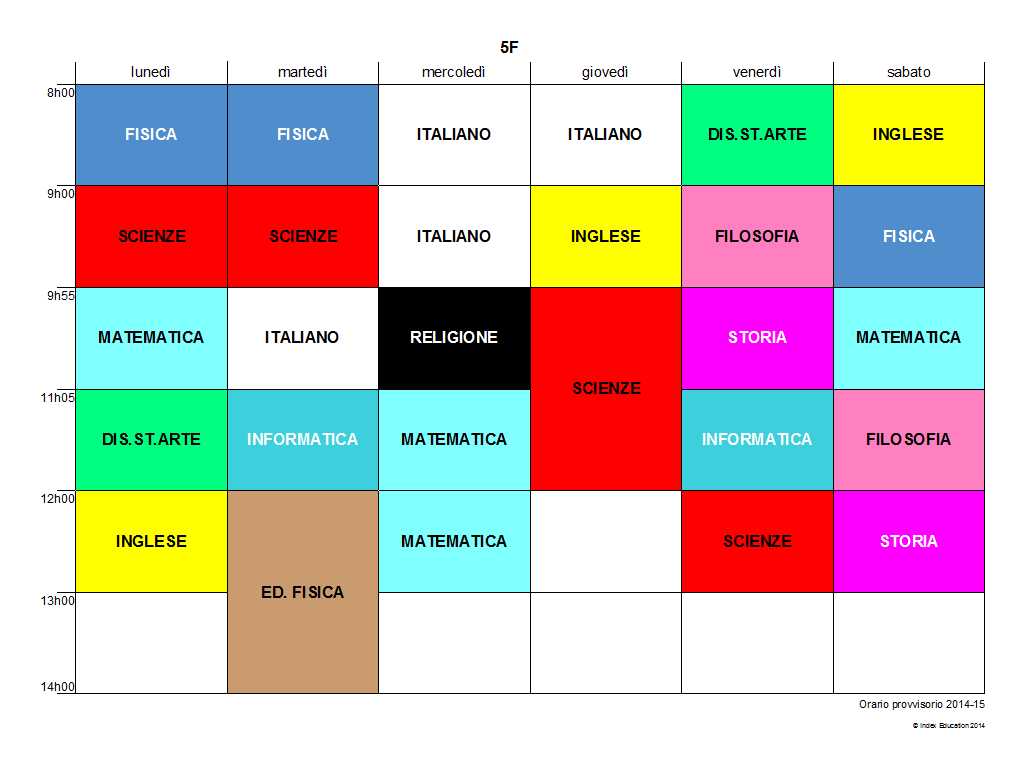 5F
lunedì martedì mercoledì giovedì venerdì sabato
8h00
FISICA FISICA ITALIANO ITALIANO DIS.ST.ARTE INGLESE
9h00
SCIENZE SCIENZE ITALIANO INGLESE FILOSOFIA FISICA
9h55
MATEMATICA ITALIANO RELIGIONE STORIA MATEMATICA
SCIENZE
11h05
DIS.ST.ARTE INFORMATICA MATEMATICA INFORMATICA FILOSOFIA
12h00
INGLESE MATEMATICA SCIENZE STORIA
ED. FISICA
13h00
14h00
Orario provvisorio 2014-15
© Index Education 2014